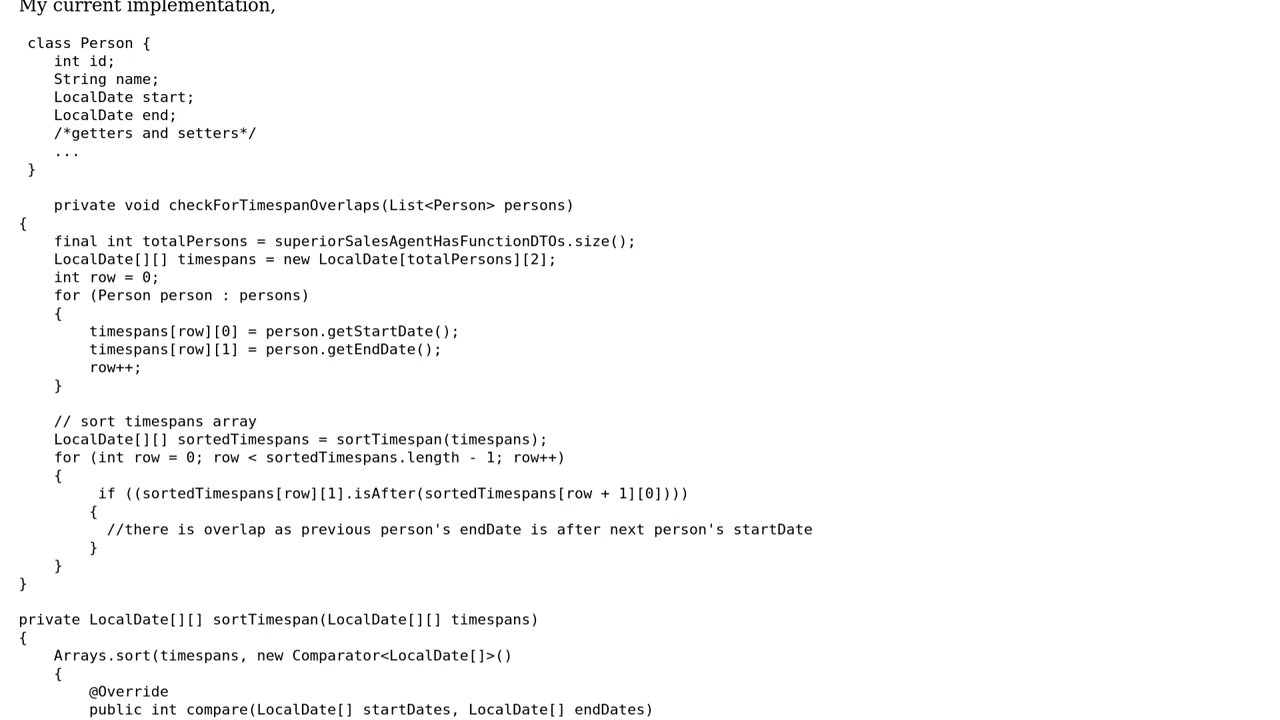 My current implementation,
class Person {
int id;
String name;
LocalDate start;
LocalDate end;
/*getters and setters*/
...
}
private void checkForTimespanOverlaps(List<Person> persons)
{
final int totalPersons = superiorSalesAgentHasFunctionDTOs.size();
LocalDate[][] timespans = new LocalDate[totalPersons][2];
int row = 0;
for (Person person : persons)
{
timespans[row][0] = person.getStartDate();
timespans[row][1] = person.getEndDate();
row++;
}
// sort timespans array
LocalDate[][] sortedTimespans = sortTimespan(timespans);
for (int row = 0; row < sortedTimespans.length - 1; row++)
{
if ((sortedTimespans[row][1].isAfter(sortedTimespans[row + 1][0])))
{
//there is overlap as previous person's endDate is after next person's startDate
}
}
}
private LocalDate[][] sortTimespan(LocalDate[][] timespans)
{
Arrays.sort(timespans, new Comparator<LocalDate[]>()
{
@Override
public int compare(LocalDate[] startDates, LocalDate[] endDates)